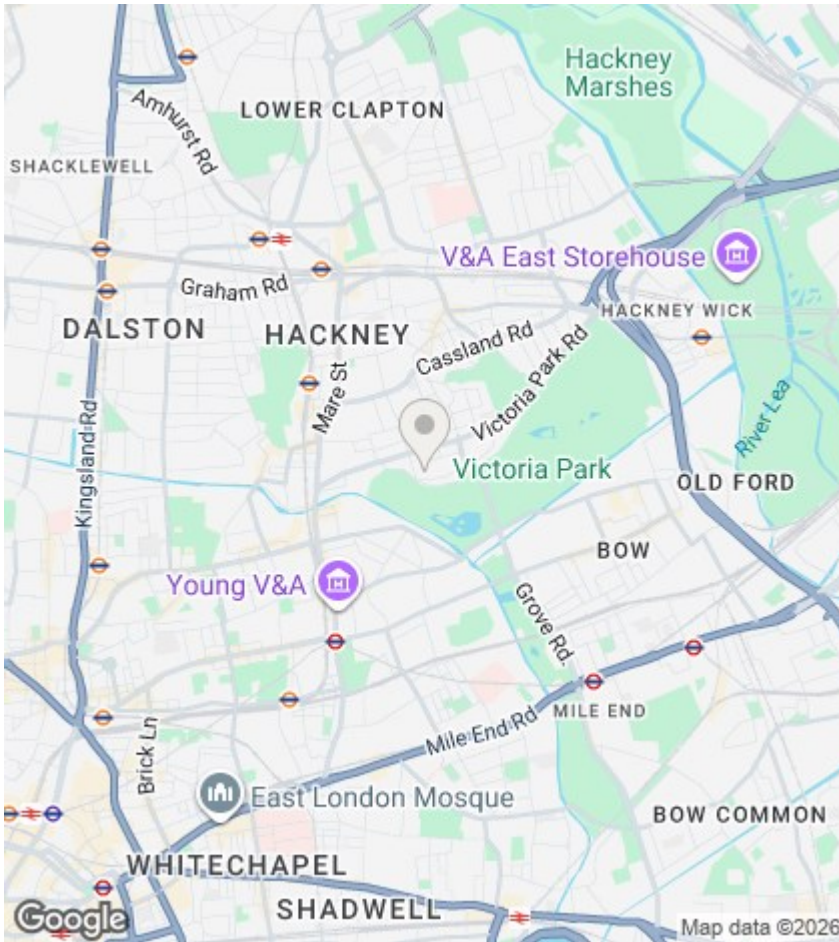 Hackney
Marshes
LOWER CLAPTON
Amhurst Rd
SHACKLEWELL
V&A East Storehouse
Graham Rd
HACKNEY WICK
DALSTON
HACKNEY
Cassland Rd
Mare St
Victoria Park Rd
River Lea
Kingsland Rd
Victoria Park
OLD FORD
BOW
Young V&A
Grove Rd.
MILE END
Mile End Rd
Brick Ln
East London Mosque
BOW COMMON
WHITECHAPEL
SHADWELL
Google
Map data ©2026